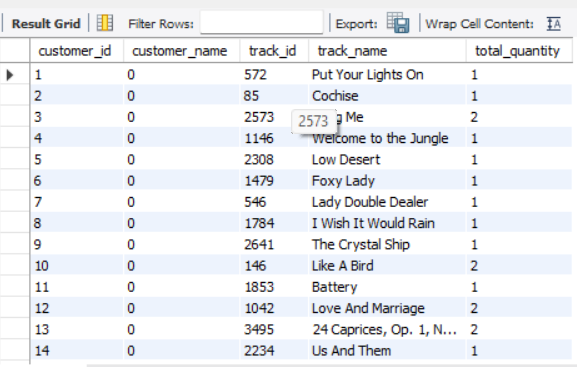 Result Grid Filter Rows: Export: Wrap Cell Content:
customer_id customer_name track_id track_name total_quantity
1 0 572 Put Your Lights On 1
2 0 85 Cochise 1
3 0 2573 Me 2
2573
4 0 1146 Welcome to the Jungle 1
5 0 2308 Low Desert 1
6 0 1479 Foxy Lady 1
7 0 546 Lady Double Dealer 1
8 0 1784 I Wish It Would Rain 1
9 0 2641 The Crystal Ship 1
10 0 146 Like A Bird 2
11 0 1853 Battery 1
12 0 1042 Love And Marriage 2
13 0 3495 24 Caprices, Op. 1, N... 2
14 0 2234 Us And Them 1